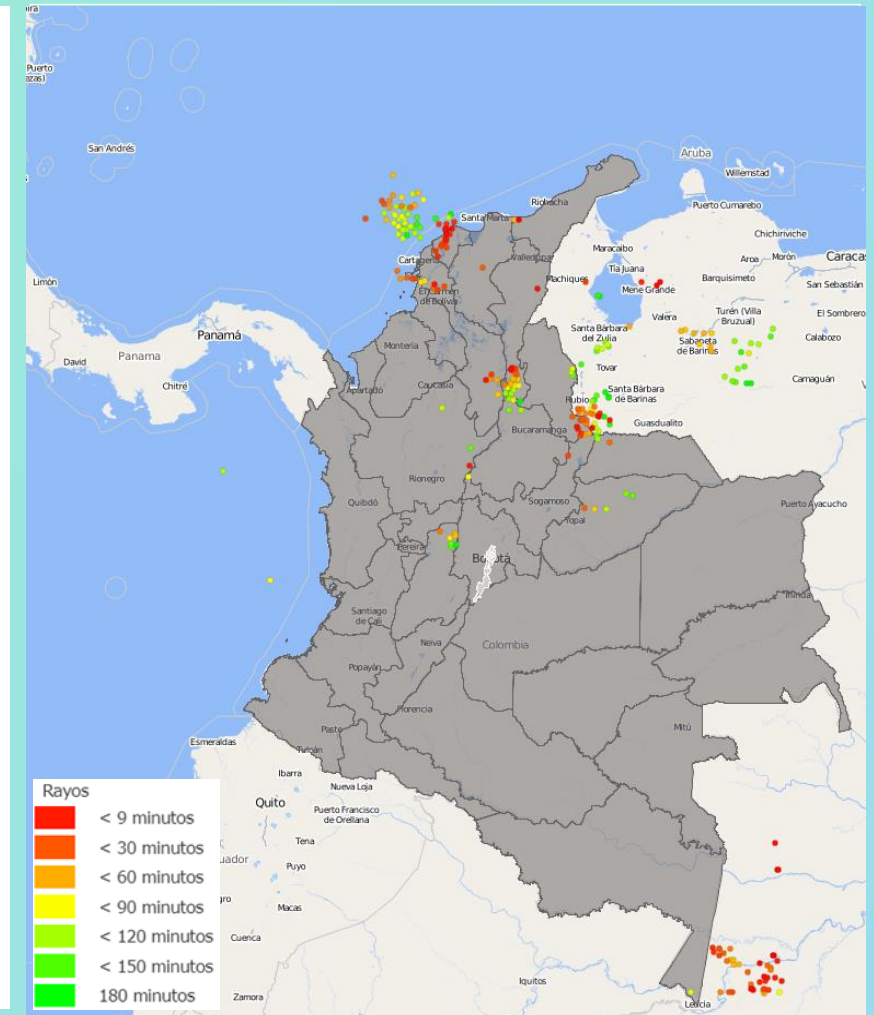 Puerto
San Andrés
Aruba
Willemstad
Riohacha
Puerto Cumarebo
Santa Marta
Chichiriviche
Maracaibo
Cartagena
Valledupar
Aroa
Morón
Caracas
Limón
Machiques
Tía Juana
Barquisimeto
San Sebastián
El Carmen
de Bolívar
Mene Grande
Valera
Turén (Villa
Bruzual)
El Sombrero
Panamá
Santa Bárbara
del Zulia
Sabaneta
de Barinas
Calabozo
Montería
David
Panama
Tovar
Camaguán
Chitré
Apartadó
Caucasia
Santa Bárbara
de Barinas
Rubio
Guasdualito
Bucaramanga
Rionegro
Quibdó
Sogamoso
Puerto Ayacucho
Yopal
Pereira
Bogotá
Inírida
Santiago
de Cali
Neiva
Colombia
Popayán
Florencia
Mitú
Pasto
Esmeraldas
Tulcán
Ibarra
Nueva Loja
Quito
Puerto Francisco
de Orellana
Tena
Puyo
Macas
Cuenca
Iquitos
Zamora
Leticia
Rayos
< 9 minutos
< 30 minutos
< 60 minutos
< 90 minutos
< 120 minutos
< 150 minutos
180 minutos